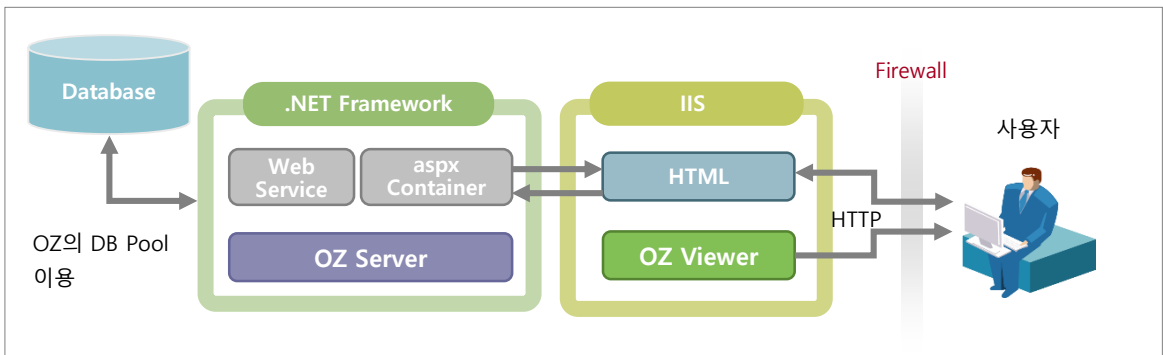 Database
OZ의 DB Pool
이용
.NET Framework
Web
Service
aspx
Container
OZ Server
IIS
HTML
OZ Viewer
HTTP
Firewall
사용자